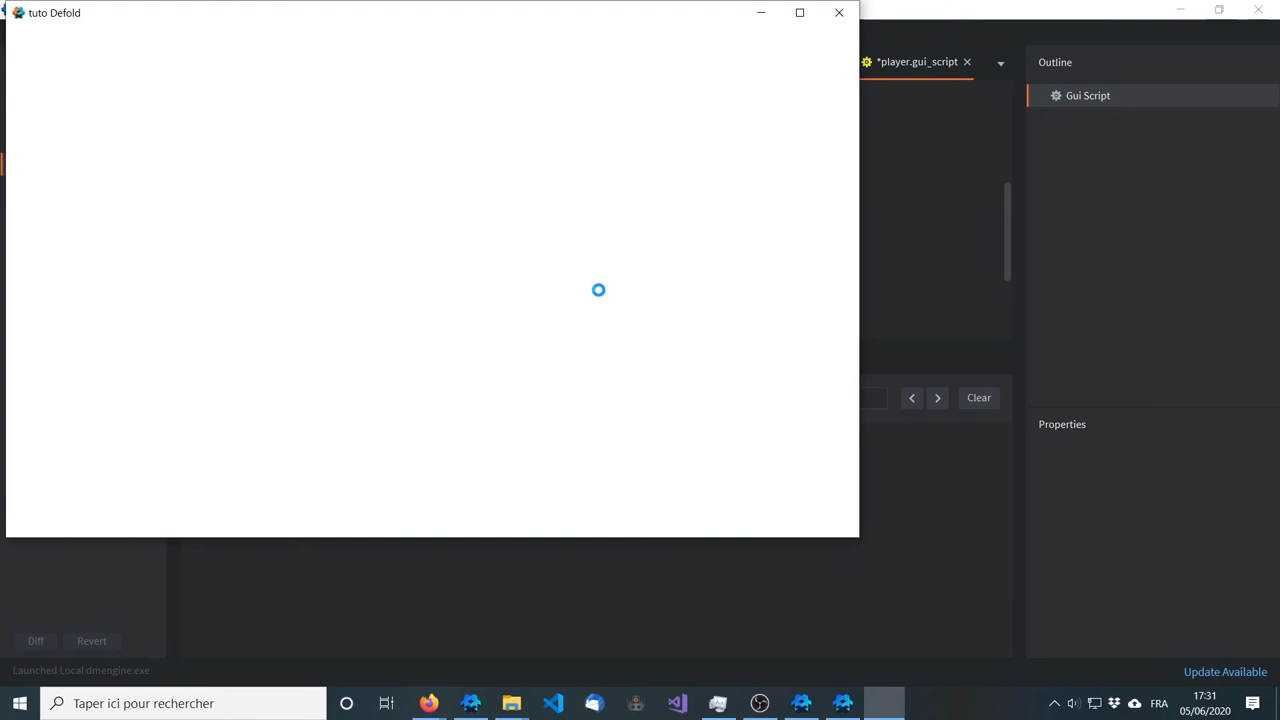 tuto Defold
*player.gui_script
Outline
Gui Script
Clear
Properties
Diff
Revert
Launched Local dmengine.exe
Update Available
Taper ici pour rechercher
FRA
17:31
05/06/2020